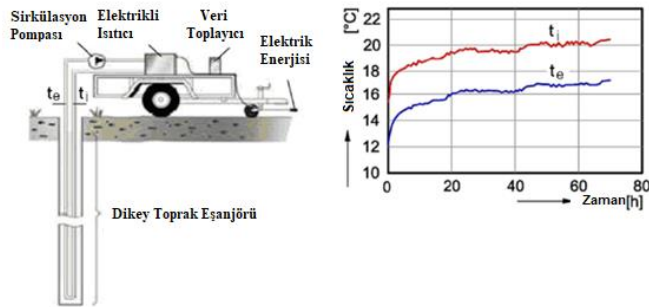 Sirkülasyon
Pompası
Elektrikli
Isıtıcı
Veri
Toplayıcı
Elektrik
Enerjisi
te
ti
Dikey Toprak Eşanjörü
[°C]
Sıcaklık
22
20
18
16
14
12
10
ti
te
0
20
40
60
80
Zaman[h]